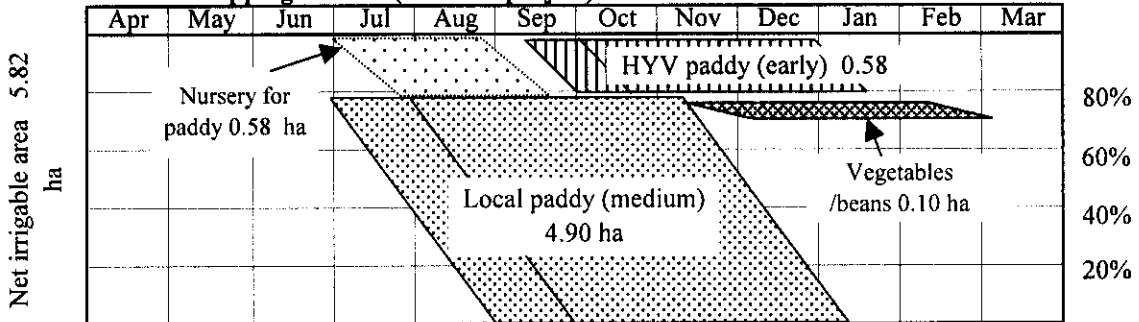 Apr May Jun Jul Aug Sep Oct Nov Dec Jan Feb Mar
Net irrigable area 5.82
ha
Nursery for
paddy 0.58 ha
HYV paddy (early) 0.58
Local paddy (medium)
4.90 ha
Vegetables
/beans 0.10 ha
80%
60%
40%
20%